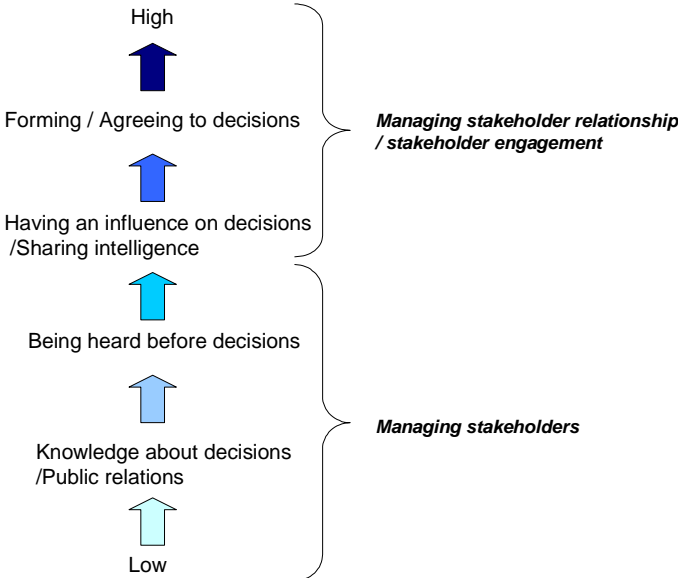 High
Forming / Agreeing to decisions
Managing stakeholder relationship
/ stakeholder engagement
Having an influence on decisions
/Sharing intelligence
Being heard before decisions
Managing stakeholders
Knowledge about decisions
/Public relations
Low